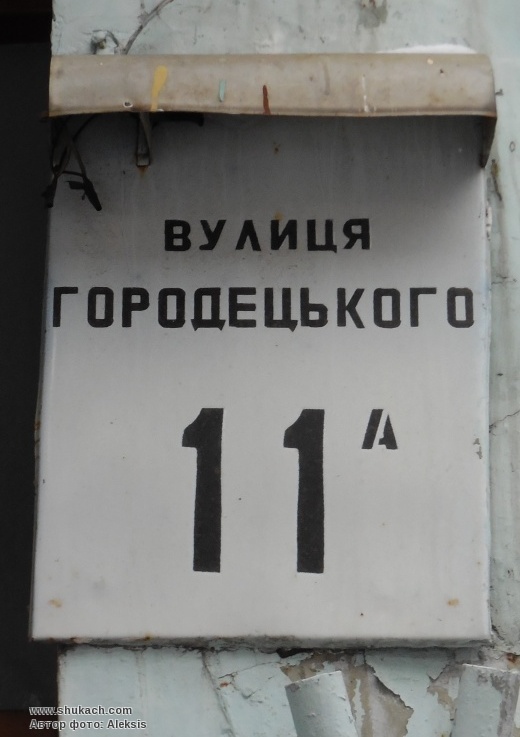 ВУЛИЦЯ
ГОРОДЕЦЬКОГО
11А
www.shukach.com
Автор фото: Aleksis